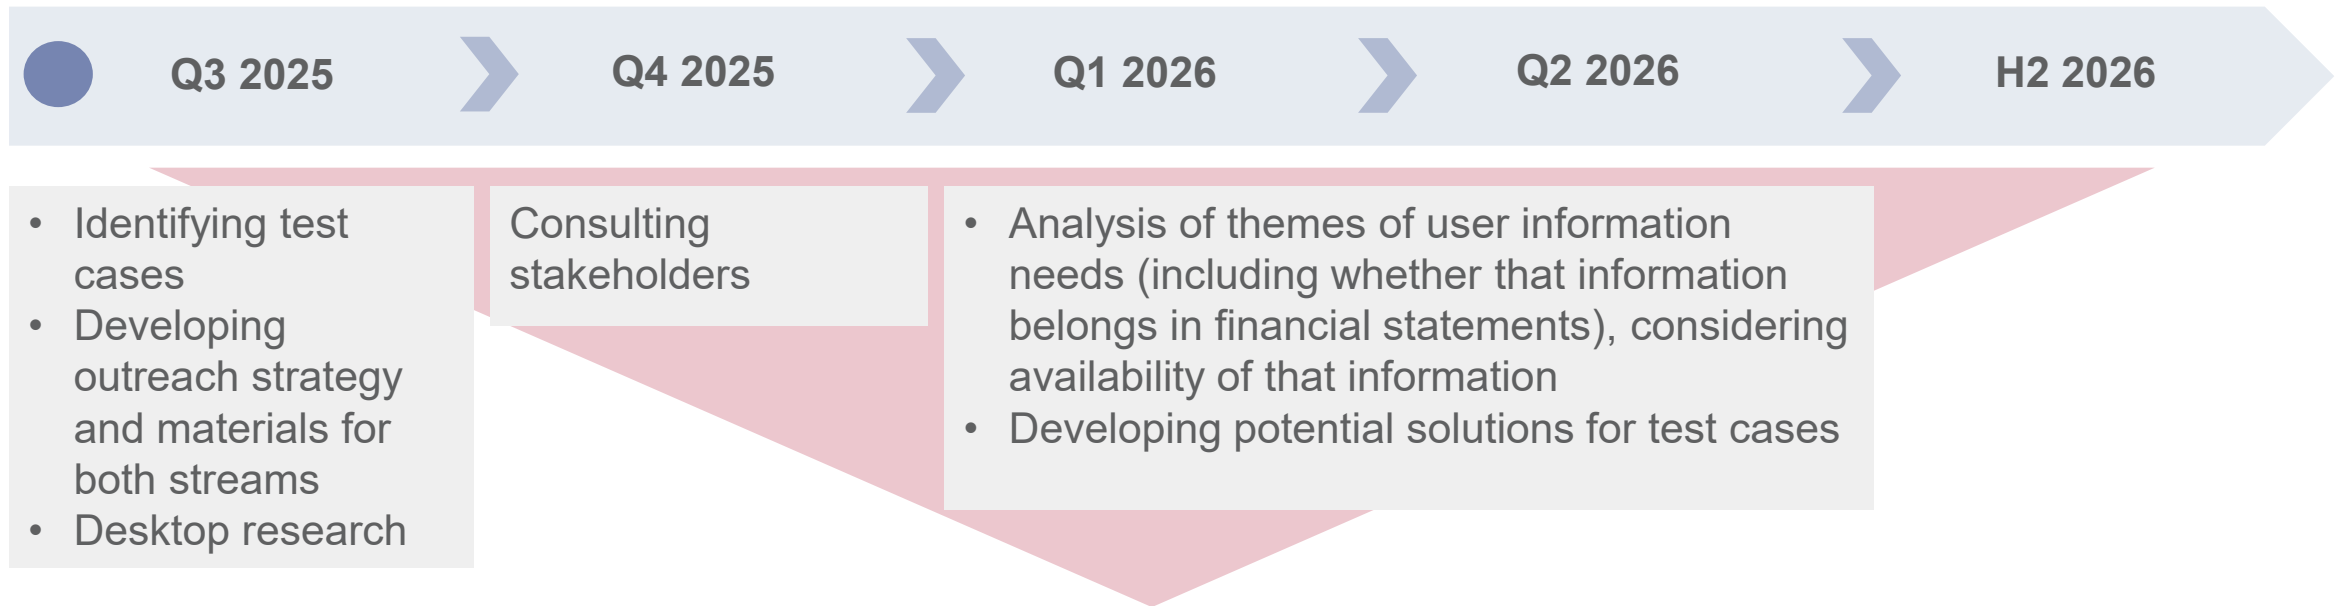 Q3 2025
Q4 2025
Q1 2026
Q2 2026
H2 2026
• Identifying test
cases
• Developing
outreach strategy
and materials for
both streams
• Desktop research
Consulting
stakeholders
• Analysis of themes of user information
needs (including whether that information
belongs in financial statements), considering
availability of that information
• Developing potential solutions for test cases